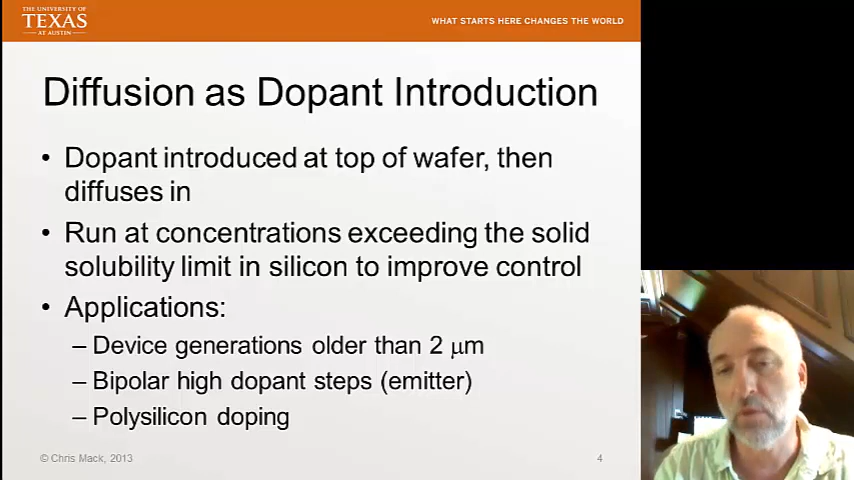 THE UNIVERSITY OF
TEXAS
AT AUSTIN
WHAT STARTS HERE CHANGES THE WORLD
Diffusion as Dopant Introduction
• Dopant introduced at top of wafer, then
diffuses in
• Run at concentrations exceeding the solid
solubility limit in silicon to improve control
• Applications:
– Device generations older than 2 μm
– Bipolar high dopant steps (emitter)
– Polysilicon doping
© Chris Mack, 2013
4